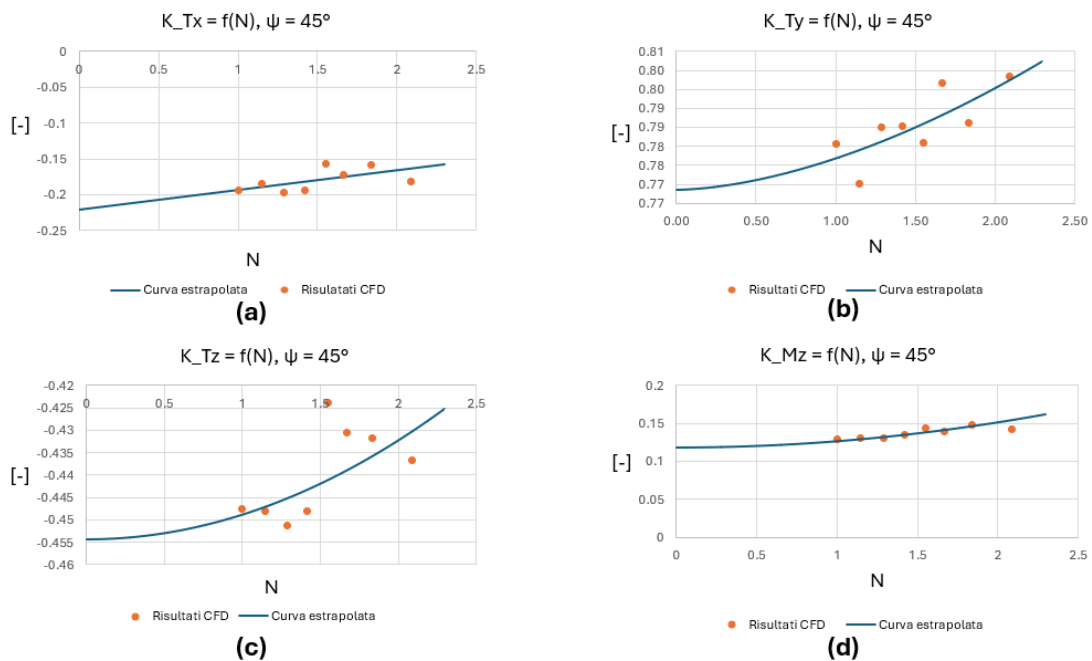 K_Tx = f(N), ψ = 45°
0
0 0.5 1 1.5 2 2.5
-0.05
-0.1
[-]
-0.15
-0.2
-0.25
N
Curva estrapolata Risulatati CFD
(a)
K_Ty = f(N), ψ = 45°
0.81
0.80
0.80
0.79
[-]
0.79
0.78
0.78
0.77
0.77
0.00 0.50 1.00 1.50 2.00 2.50
N
Risultati CFD Curva estrapolata
(b)
K_Tz = f(N), ψ = 45°
-0.42
0 0.5 1 1.5 2 2.5
-0.425
-0.43
-0.435
-0.44
[-]
-0.445
-0.45
-0.455
-0.46
N
Risultati CFD Curva estrapolata
(c)
K_Mz = f(N), ψ = 45°
0.2
0.15
[-]
0.1
0.05
0
0 0.5 1 1.5 2 2.5
N
Risultati CFD Curva estrapolata
(d)